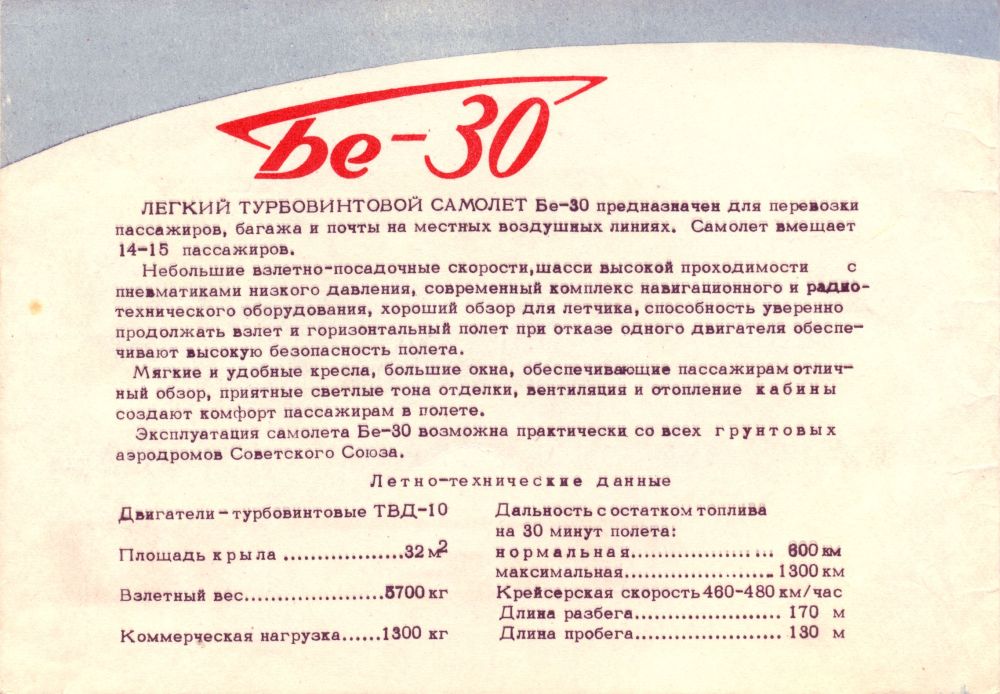 Бе-30
ЛЕГКИЙ ТУРБОВИНТОВОЙ САМОЛЕТ Бе-30 предназначен для перевозки
пассажиров, багажа и почты на местных воздушных линиях. Самолет вмещает
14-15 пассажиров.
Небольшие взлетно-посадочные скорости, шасси высокой проходимости с
пневматиками низкого давления, современный комплекс навигационного и радио-
технического оборудования, хороший обзор для летчика, способность уверенно
продолжать взлет и горизонтальный полет при отказе одного двигателя обеспе-
чивают высокую безопасность полета.
Мягкие и удобные кресла, большие окна, обеспечивающие пассажирам отлич-
ный обзор, приятные светлые тона отделки, вентиляция и отопление кабины
создают комфорт пассажирам в полете.
Эксплуатация самолета Бе-30 возможна практически со всех грунтовых
аэродромов Советского Союза.
Летно-технические данные
Двигатели - турбовинтовые ТВД-10
Площадь крыла ..................32 м²
Взлетный вес.....................5700 кг
Коммерческая нагрузка......1300 кг
Дальность с остатком топлива
на 30 минут полета:
нормальная..................... 600 км
максимальная...................... 1300 км
Крейсерская скорость 460-480 км/час
Длина разбега...................... 170 м
Длина пробега...................... 130 м